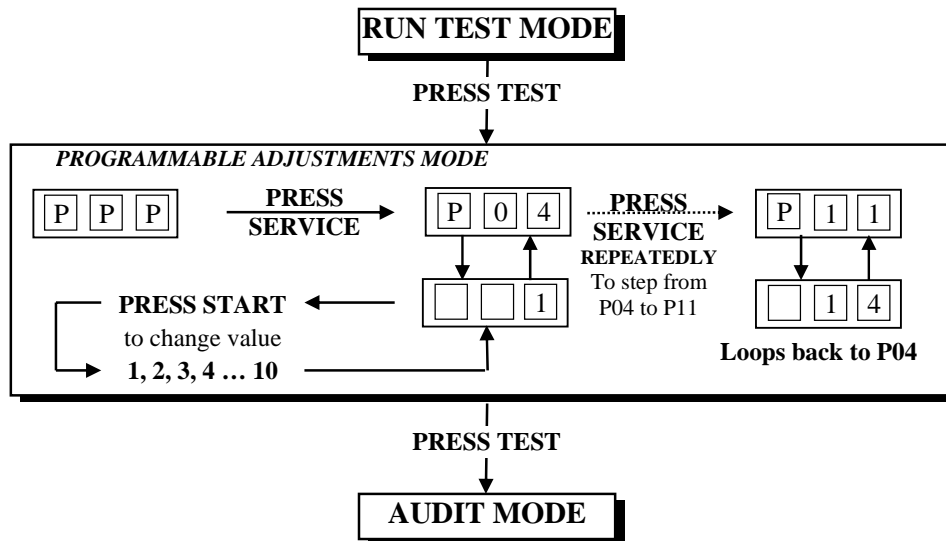 RUN TEST MODE
PRESS TEST
PROGRAMMABLE ADJUSTMENTS MODE
P P P
PRESS
SERVICE
P 0 4
PRESS
SERVICE
REPEATEDLY
To step from
P04 to P11
P 1 1
1
1 4
PRESS START
to change value
1, 2, 3, 4 … 10
Loops back to P04
PRESS TEST
AUDIT MODE